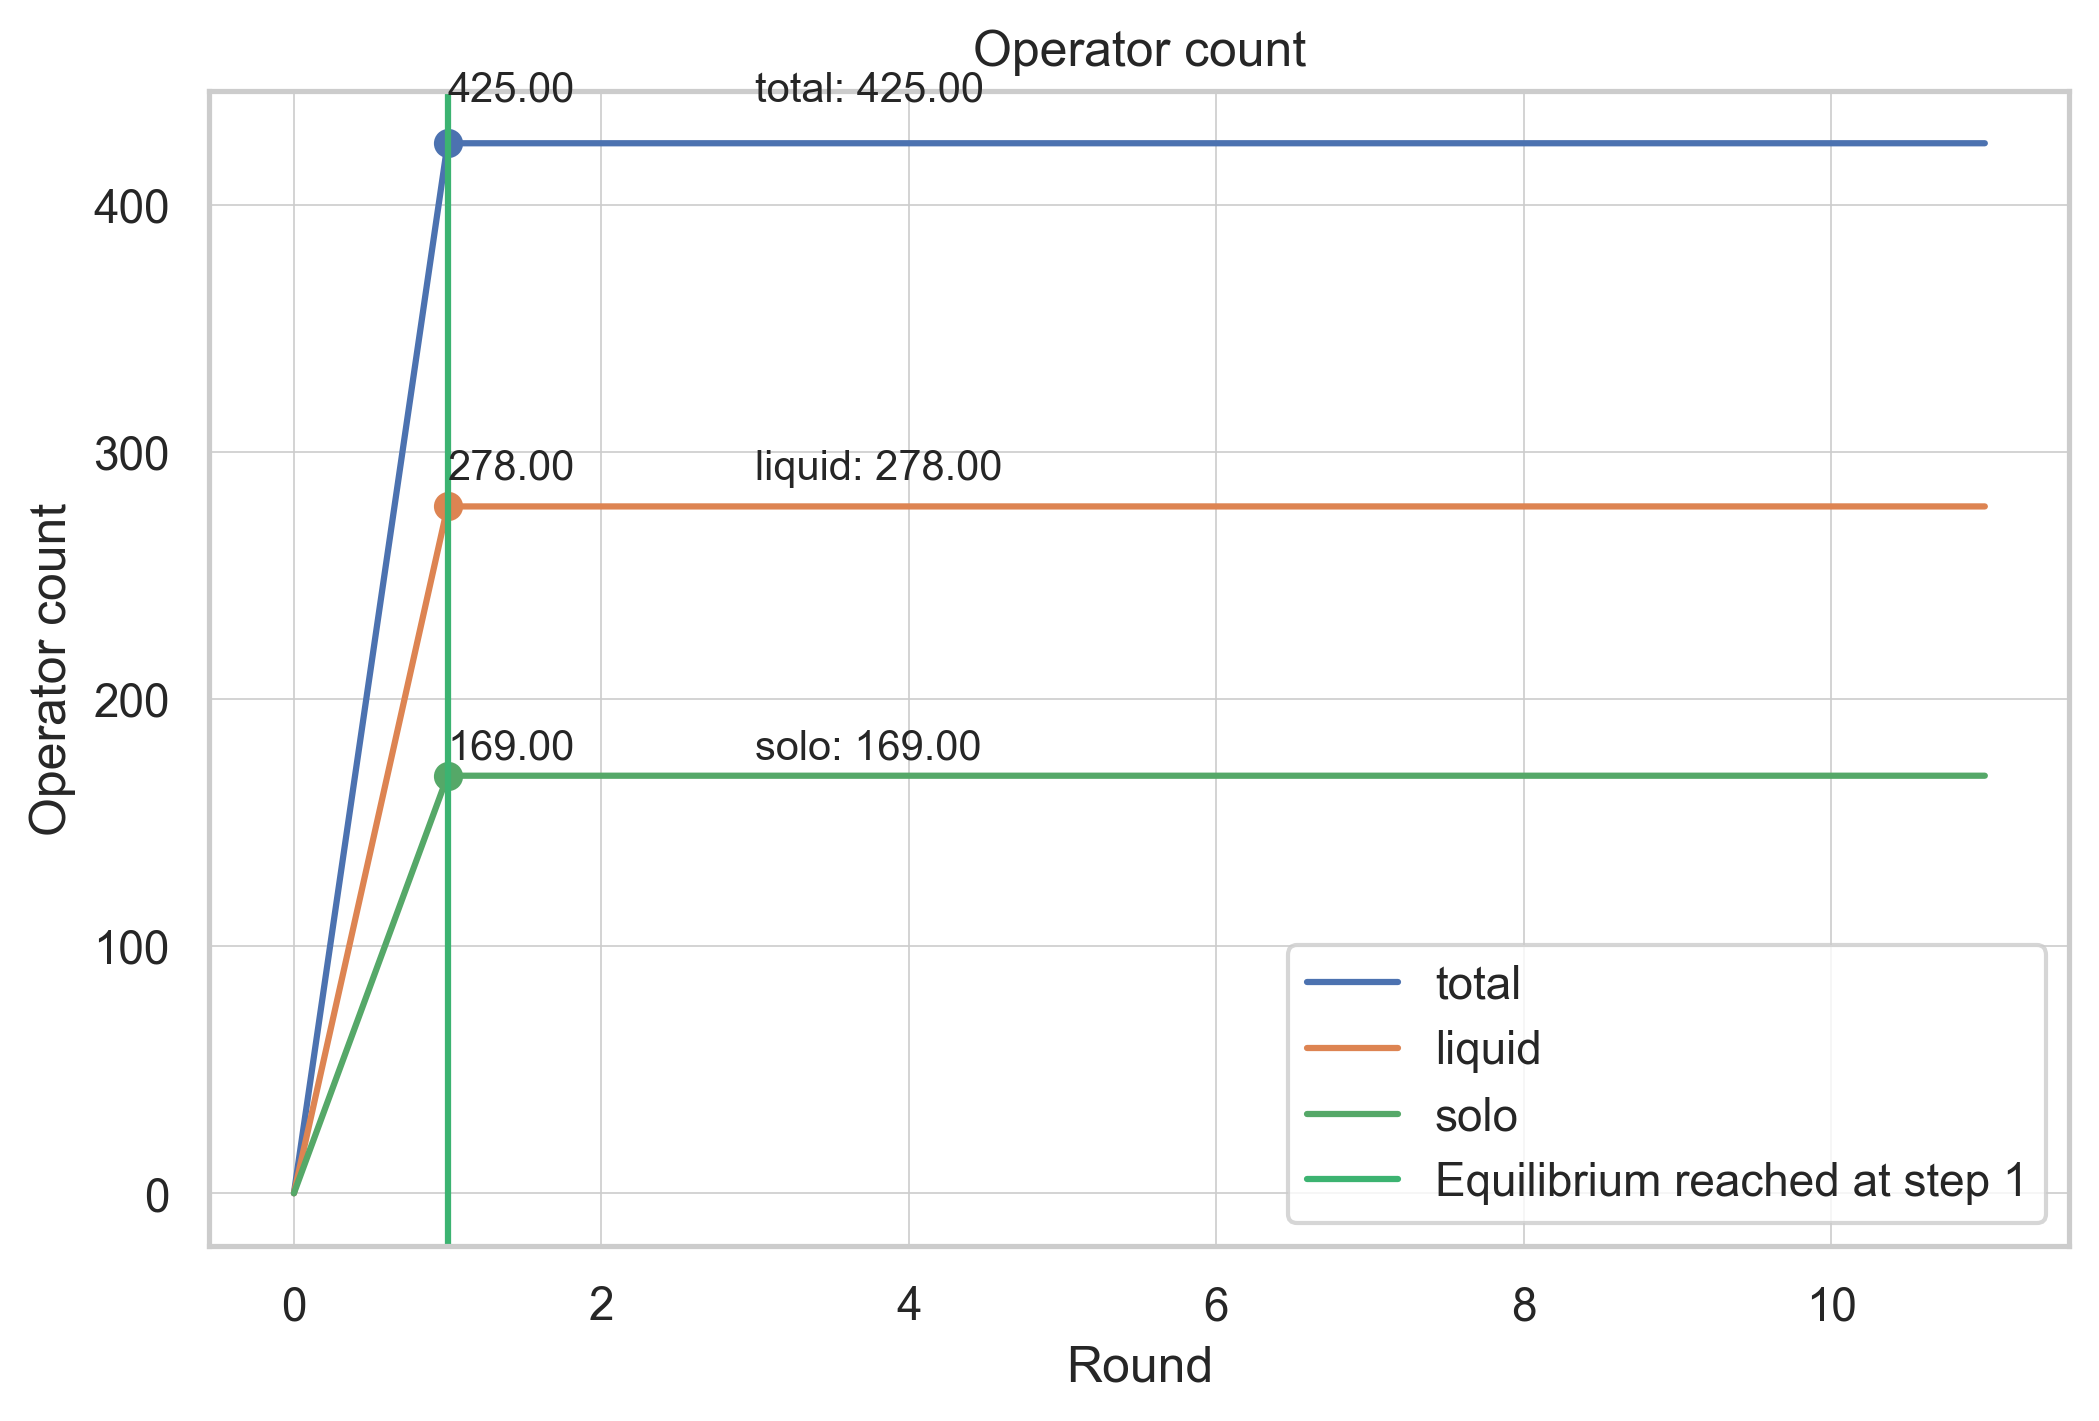 Operator count
425.00 total: 425.00
400
300
278.00 liquid: 278.00
200
169.00 solo: 169.00
100
0
Operator count
total
liquid
solo
Equilibrium reached at step 1
0 2 4 6 8 10
Round